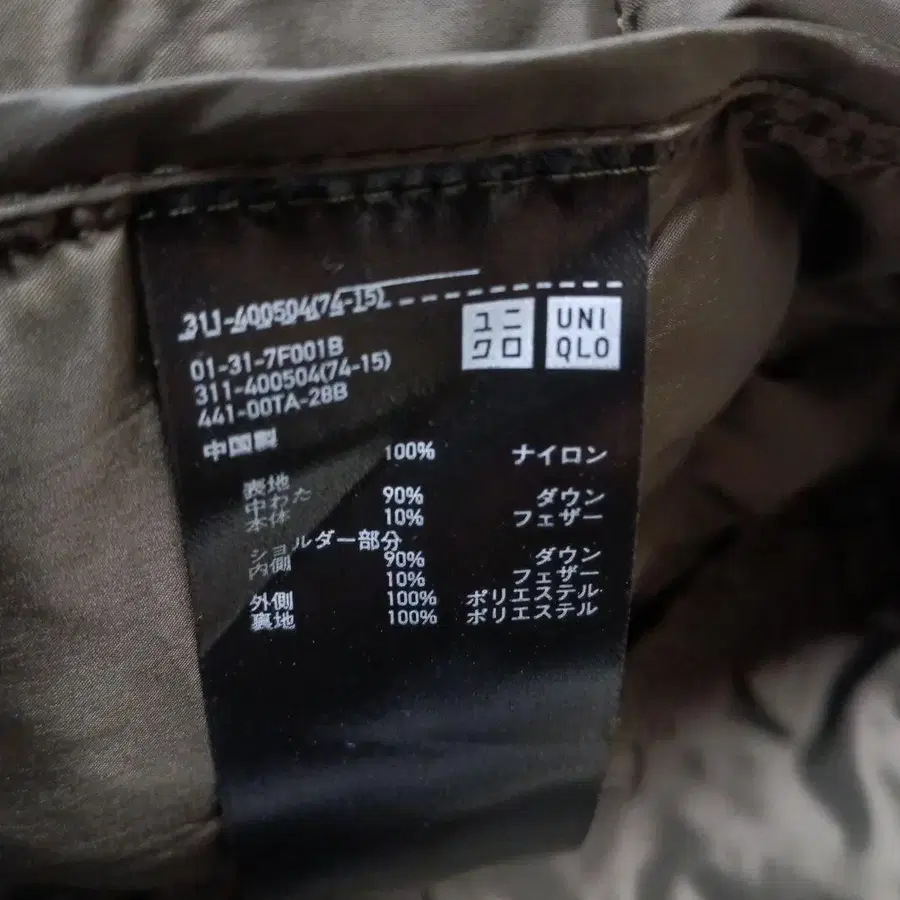 311-400504(74-15)
ユニ
クロ
UNI
QLO
01-31-7F001B
311-400504(74-15)
441-00TA-28B
中国製
表地 100% ナイロン
中わた
本体 90% ダウン
10% フェザー
ショルダー部分
内側 90% ダウン
10% フェザー
外側 100% ポリエステル
裏地 100% ポリエステル